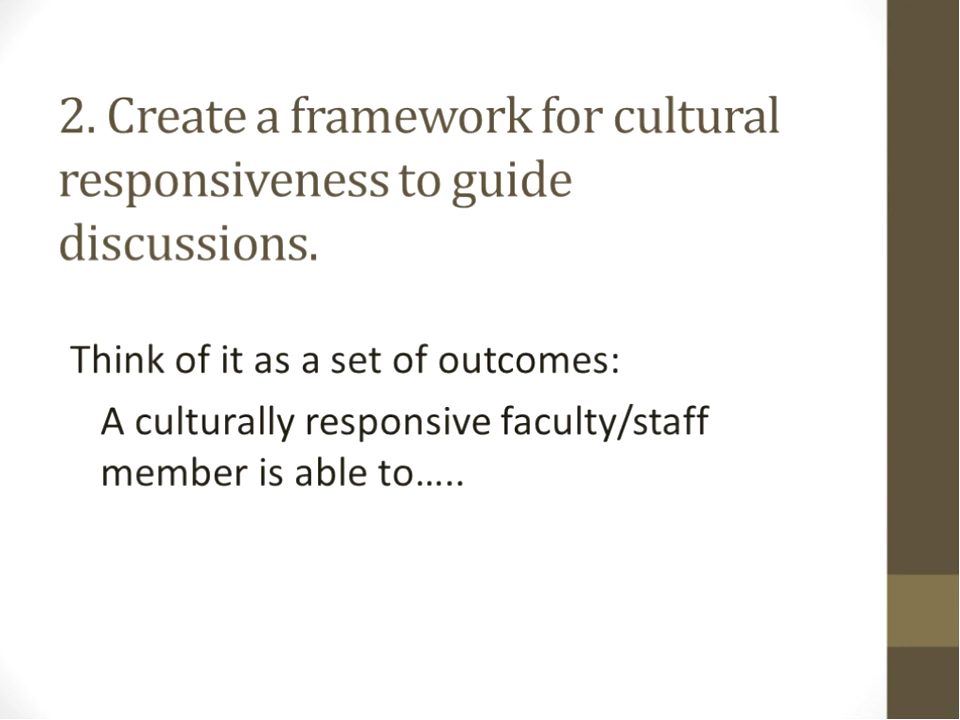 2. Create a framework for cultural
responsiveness to guide
discussions.
Think of it as a set of outcomes:
A culturally responsive faculty/staff
member is able to…..